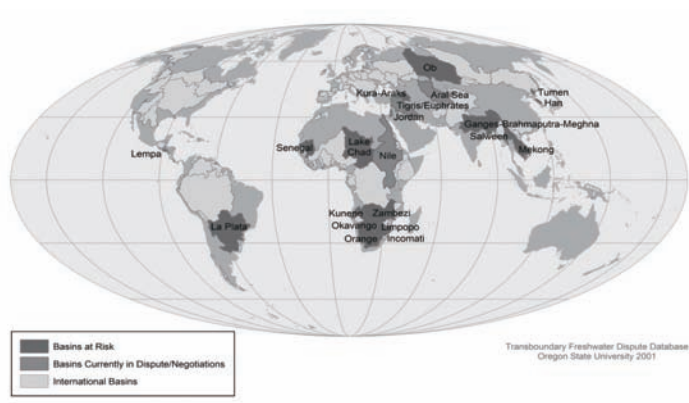 Ob
Kura-Araks
Aral Sea
Tumen
Tigris/Euphrates
Han
Jordan
Ganges-Brahmaputra-Meghna
Senegal
Lake
Chad
Nile
Salween
Lempa
Mekong
Kunene
Zambezi
La Plata
Okavango
Limpopo
Orange
Incomati
Basins at Risk
Basins Currently in Dispute/Negotiations
International Basins
Transboundary Freshwater Dispute Database
Oregon State University 2001